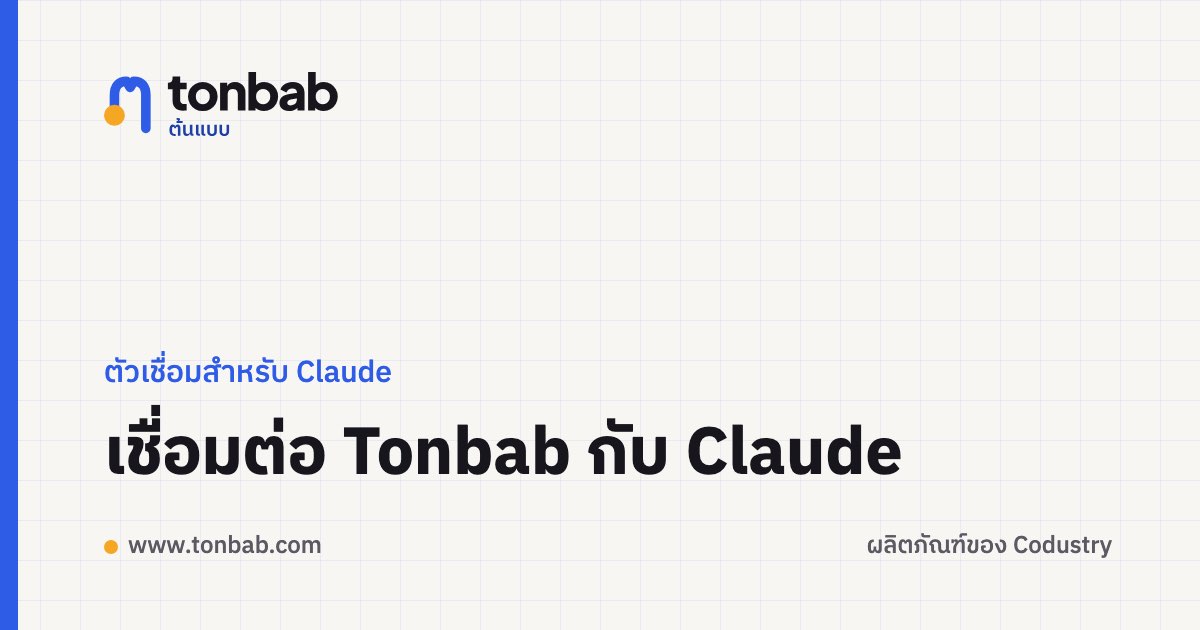 tonbab
ต้นแบบ
ตัวเชื่อมสำหรับ Claude
เชื่อมต่อ Tonbab กับ Claude
www.tonbab.com
ผลิตภัณฑ์ของ Codustry